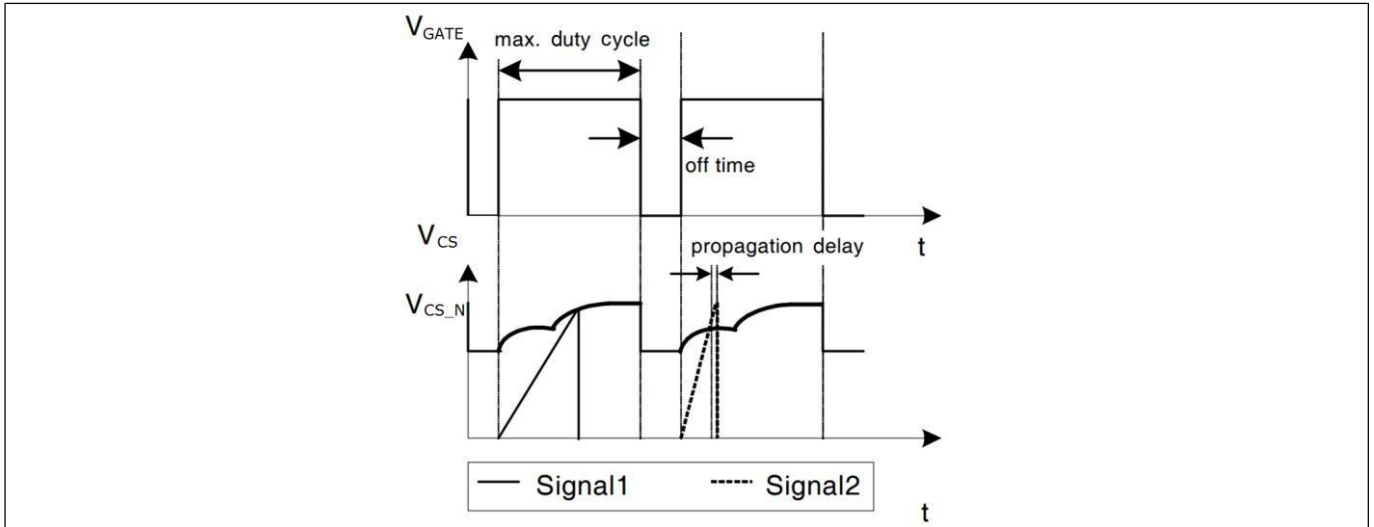 VGATE
max. duty cycle
off time
t
VCS
propagation delay
VCS_N
Signal1 Signal2
t